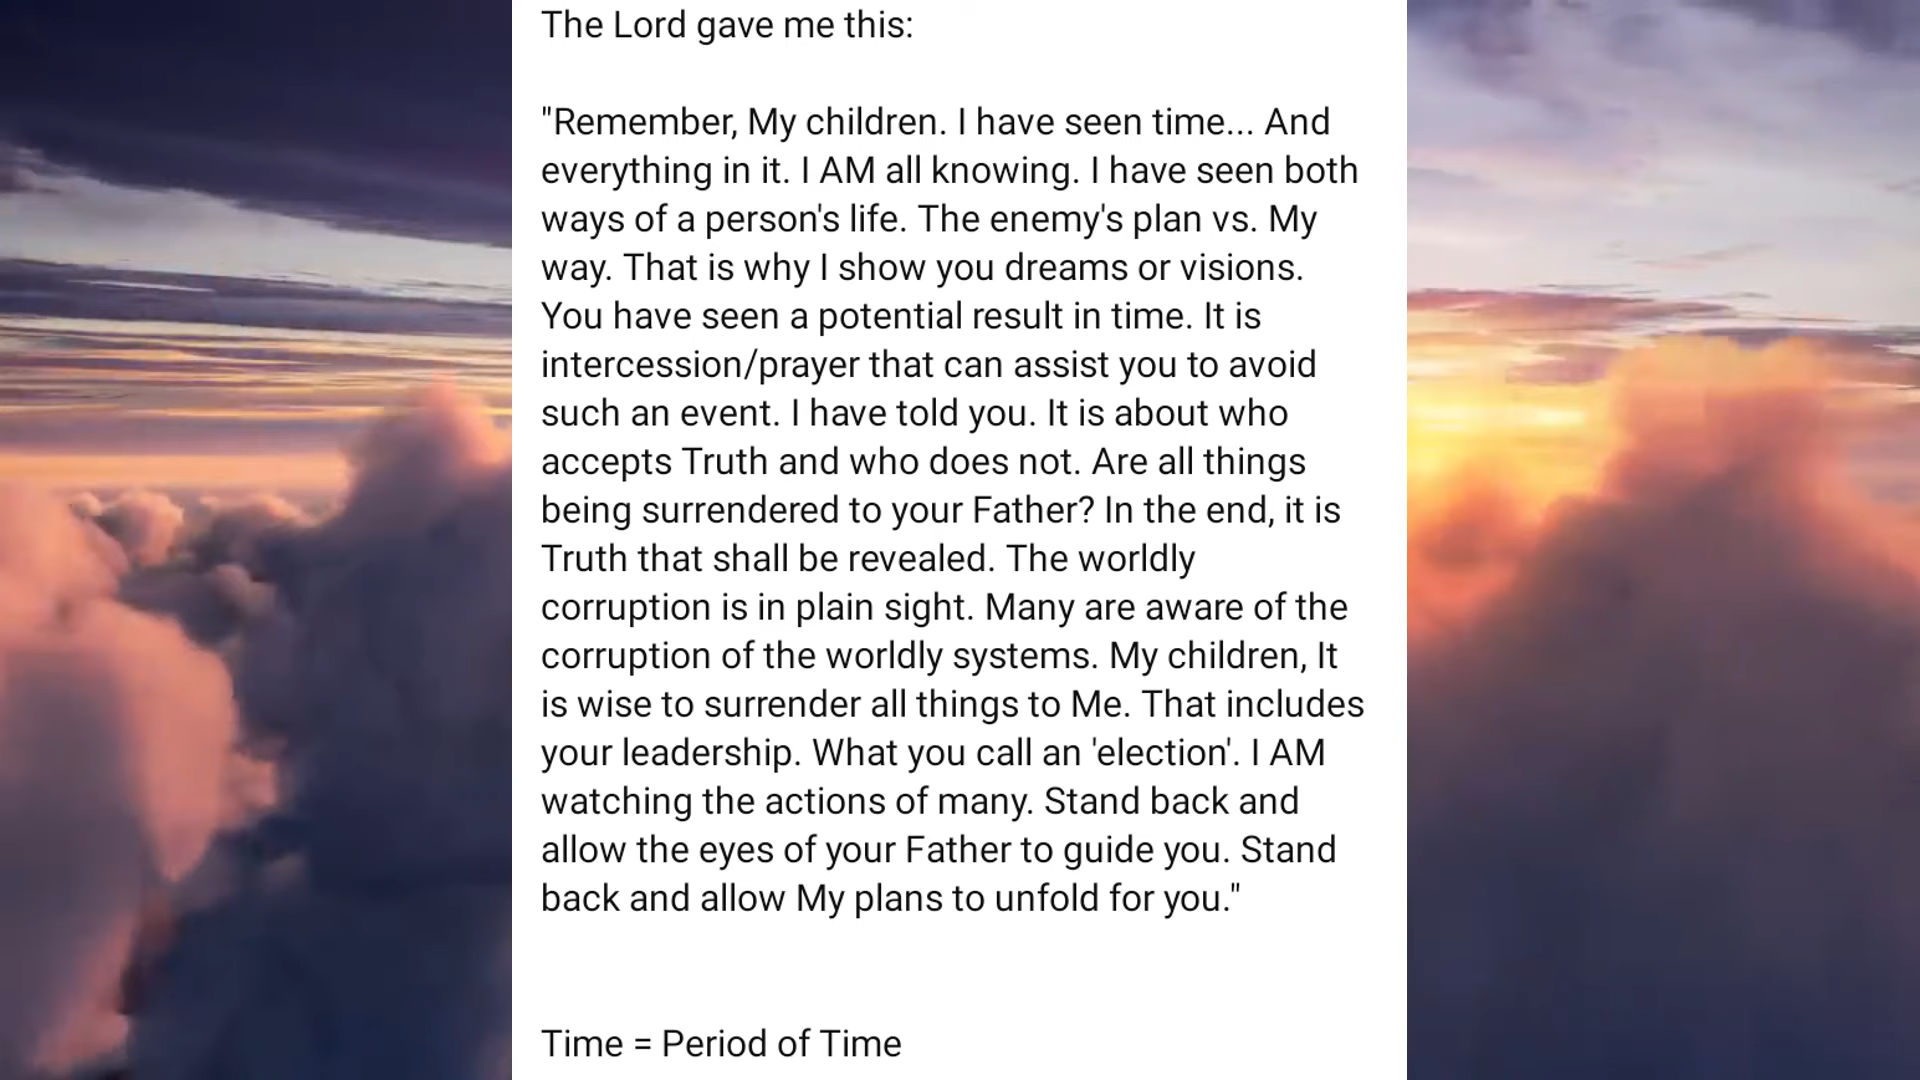 The Lord gave me this:
"Remember, My children. I have seen time... And
everything in it. I AM all knowing. I have seen both
ways of a person's life. The enemy's plan vs. My
way. That is why I show you dreams or visions.
You have seen a potential result in time. It is
intercession/prayer that can assist you to avoid
such an event. I have told you. It is about who
accepts Truth and who does not. Are all things
being surrendered to your Father? In the end, it is
Truth that shall be revealed. The worldly
corruption is in plain sight. Many are aware of the
corruption of the worldly systems. My children, It
is wise to surrender all things to Me. That includes
your leadership. What you call an 'election'. I AM
watching the actions of many. Stand back and
allow the eyes of your Father to guide you. Stand
back and allow My plans to unfold for you."
Time = Period of Time